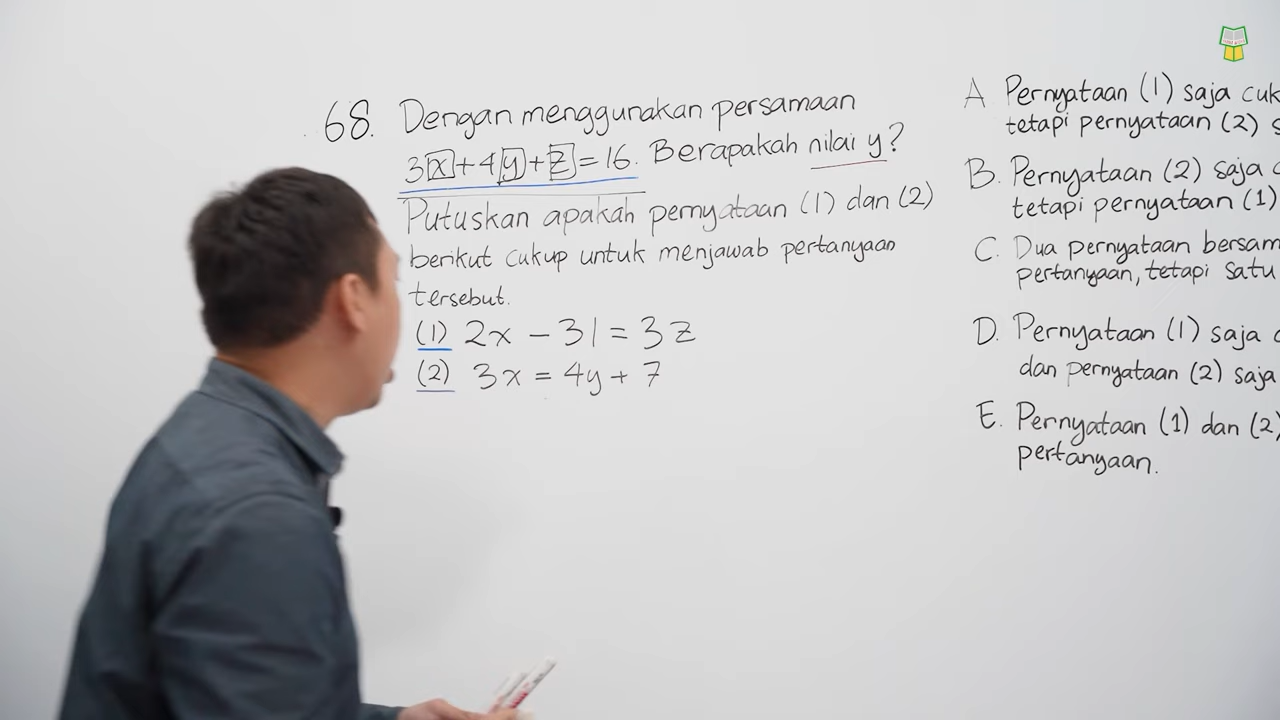 68. Dengan menggunakan persamaan
3x + 4y + z = 16. Berapakah nilai y?
Putuskan apakah pernyataan (1) dan (2)
berikut cukup untuk menjawab pertanyaan
tersebut.
(1) 2x - 31 = 3z
(2) 3x = 4y + 7
A Pernyataan (1) saja cuk
tetapi pernyataan (2) s
B. Pernyataan (2) saja
tetapi pernyataan (1)
C. Dua pernyataan bersam
pertanyaan, tetapi satu
D. Pernyataan (1) saja
dan pernyataan (2) saja
E. Pernyataan (1) dan (2)
pertanyaan.